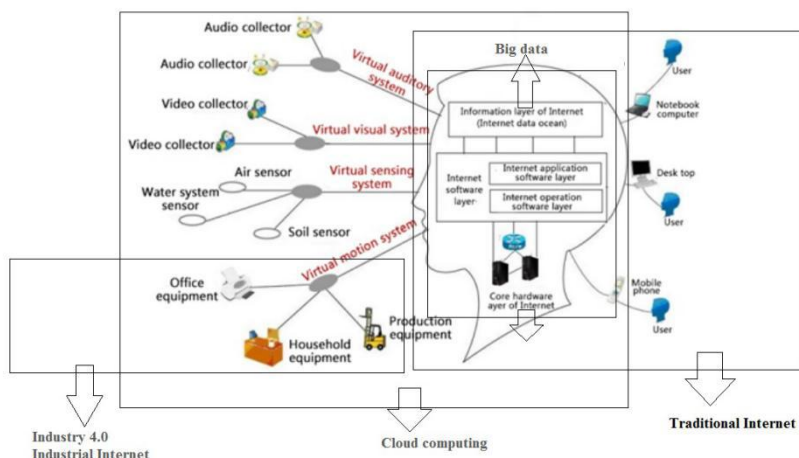 Audio collector
Audio collector
Virtual auditory
system
Big data
User
Video collector
Information layer of Internet
(Internet data ocean)
Notebook
computer
Virtual visual system
Video collector
Air sensor
Virtual sensing
system
Internet application
software layer
Internet
software
layer
Internet operation
software layer
Desk top
User
Water system
sensor
Soil sensor
Virtual motion system
Office
equipment
Core hardware
ayer of Internet
Mobile
phone
User
Production
equipment
Household
equipment
Industry 4.0
Industrial Internet
Cloud computing
Traditional Internet